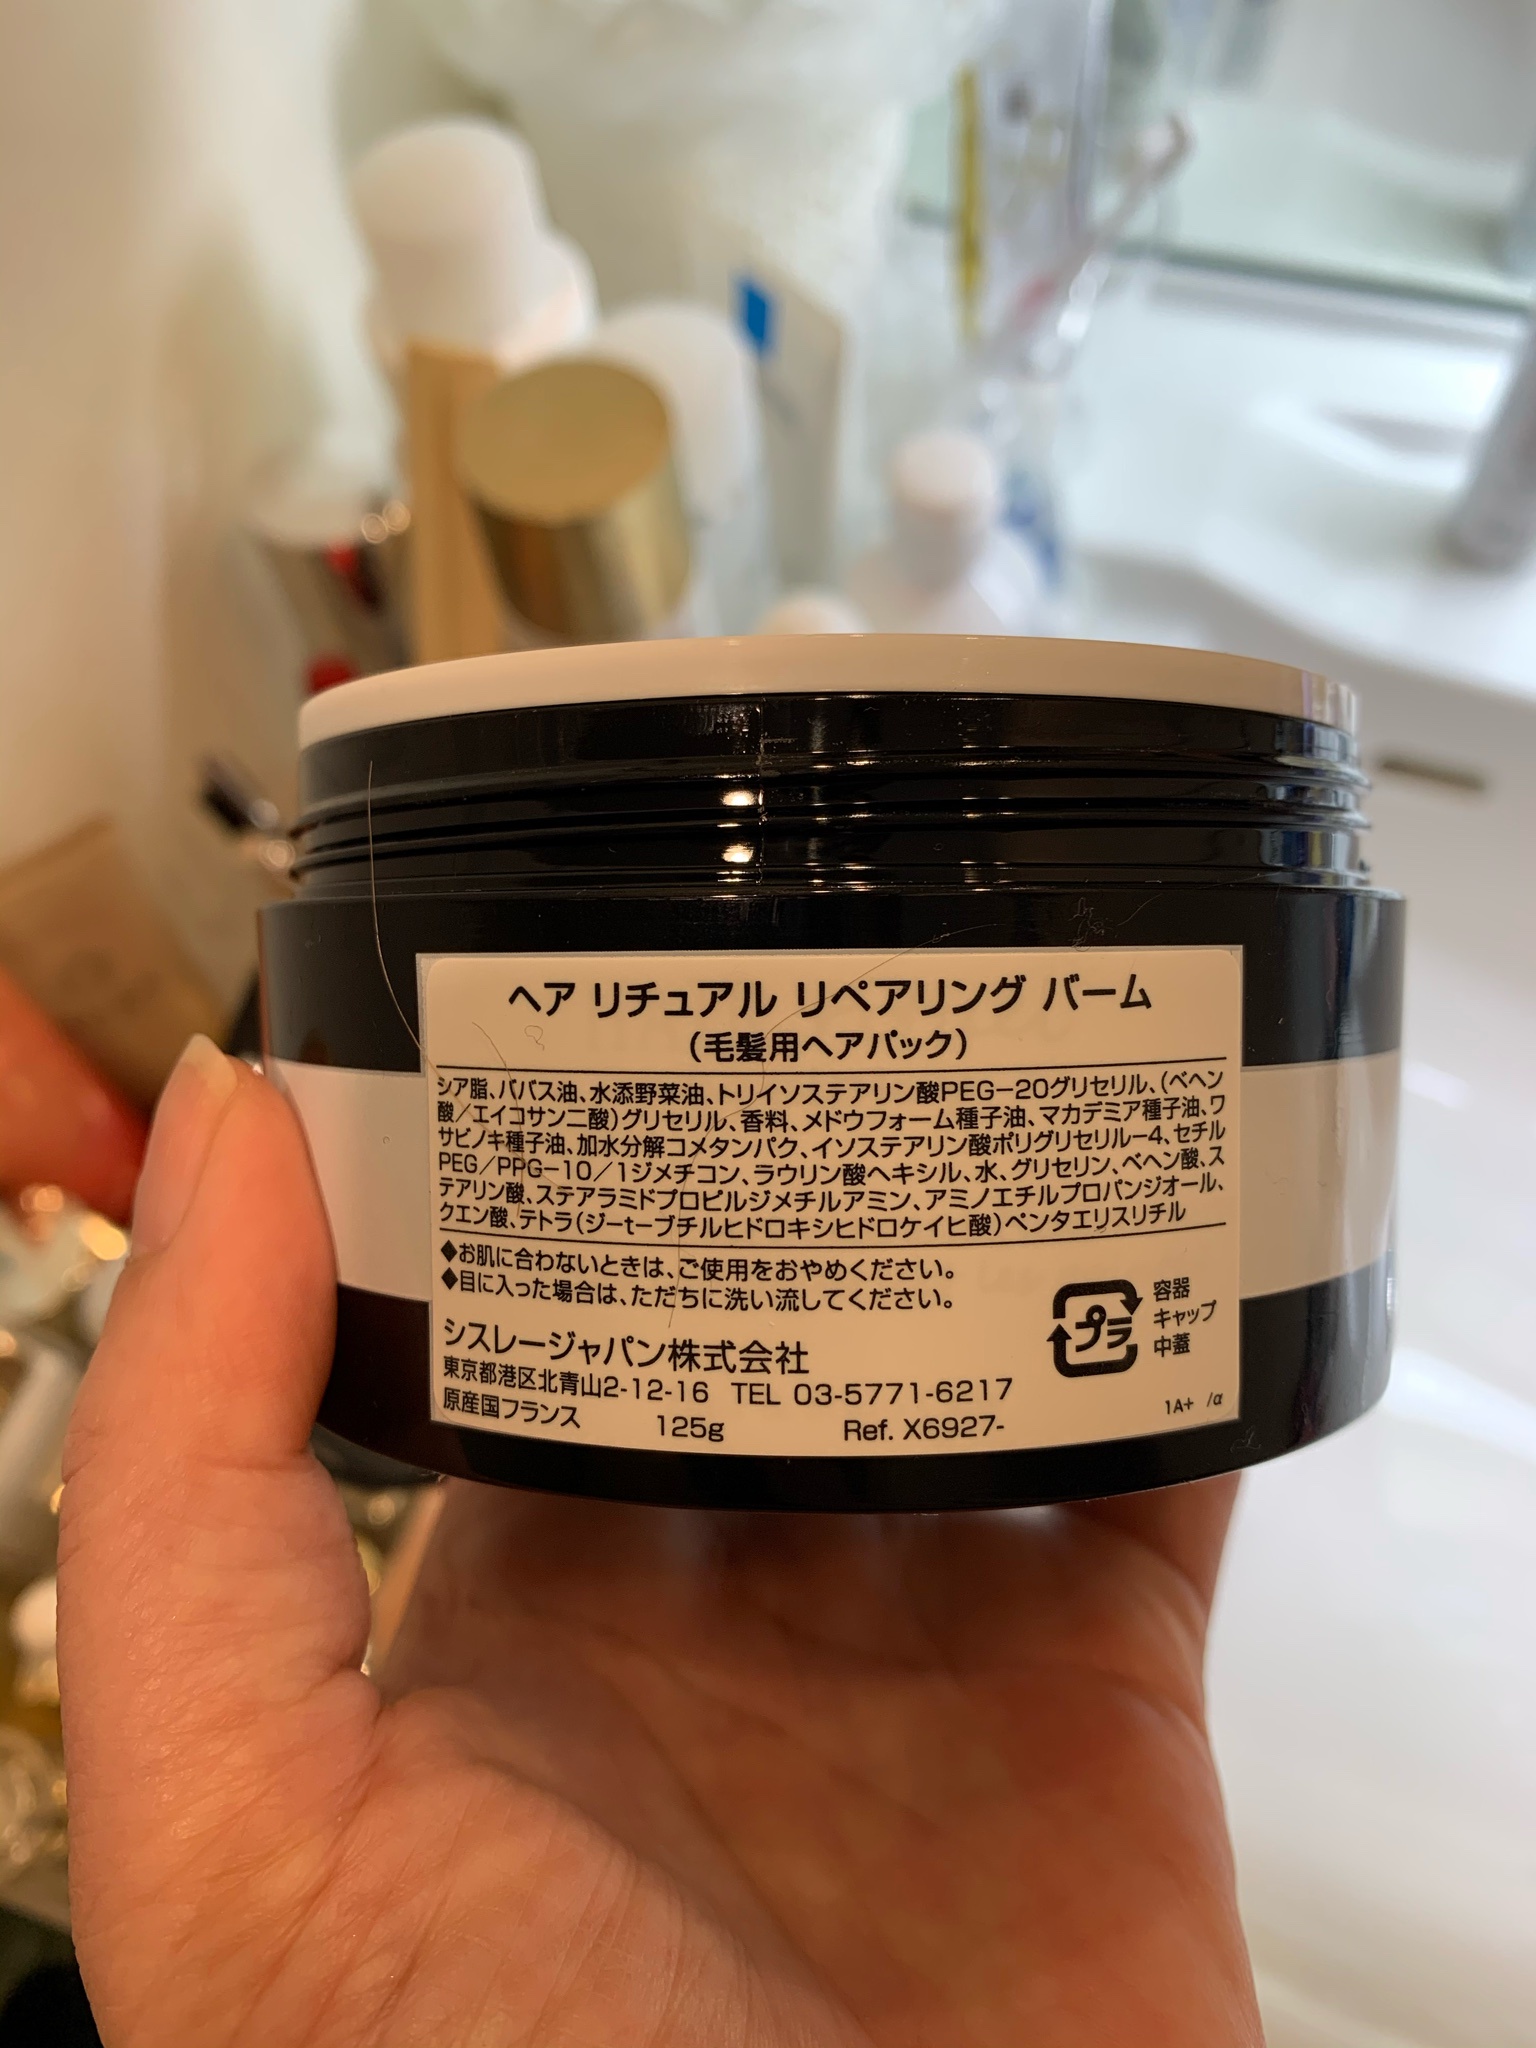 ヘア リチュアル リペアリング バーム
（毛髪用ヘアパック）
シア脂、ババス油、水添野菜油、トリイソステアリン酸PEG－20グリセリル、（ベヘン
酸／エイコサン二酸）グリセリル、香料、メドウフォーム種子油、マカデミア種子油、ワ
サビノキ種子油、加水分解コメタンパク、イソステアリン酸ポリグリセリル－4、セチル
PEG／PPG－10／1ジメチコン、ラウリン酸ヘキシル、水、グリセリン、ベヘン酸、ス
テアリン酸、ステアラミドプロピルジメチルアミン、アミノエチルプロパンジオール、
クエン酸、テトラ（ジーtーブチルヒドロキシヒドロケイヒ酸）ペンタエリスリチル
◆お肌に合わないときは、ご使用をおやめください。
◆目に入った場合は、ただちに洗い流してください。
シスレージャパン株式会社
東京都港区北青山2-12-16 TEL 03-5771-6217
原産国フランス 125g Ref. X6927-
プラ
容器
キャップ
中蓋
1A+ /α